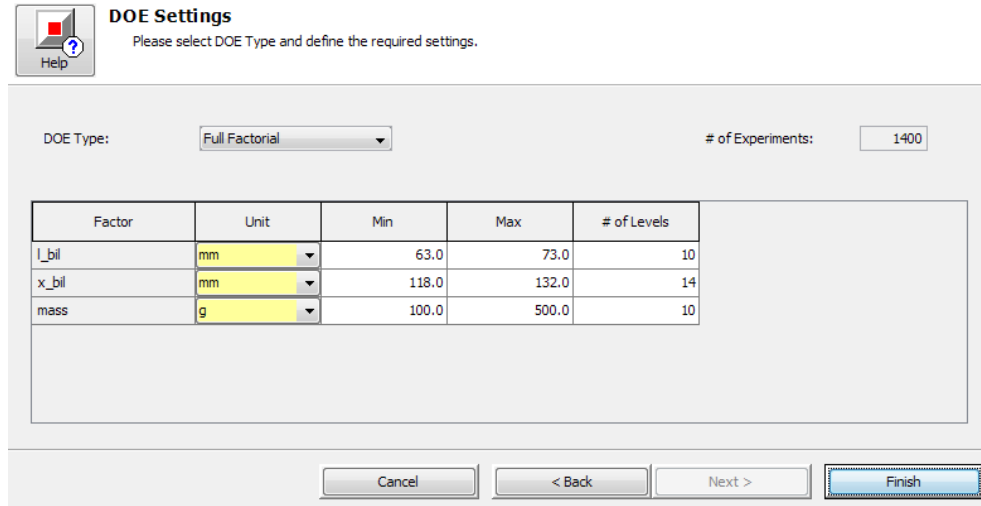 DOE Settings
Please select DOE Type and define the required settings.
Help
DOE Type: Full Factorial # of Experiments: 1400
Factor Unit Min Max # of Levels
l_bil mm 63.0 73.0 10
x_bil mm 118.0 132.0 14
mass g 100.0 500.0 10
Cancel < Back Next > Finish